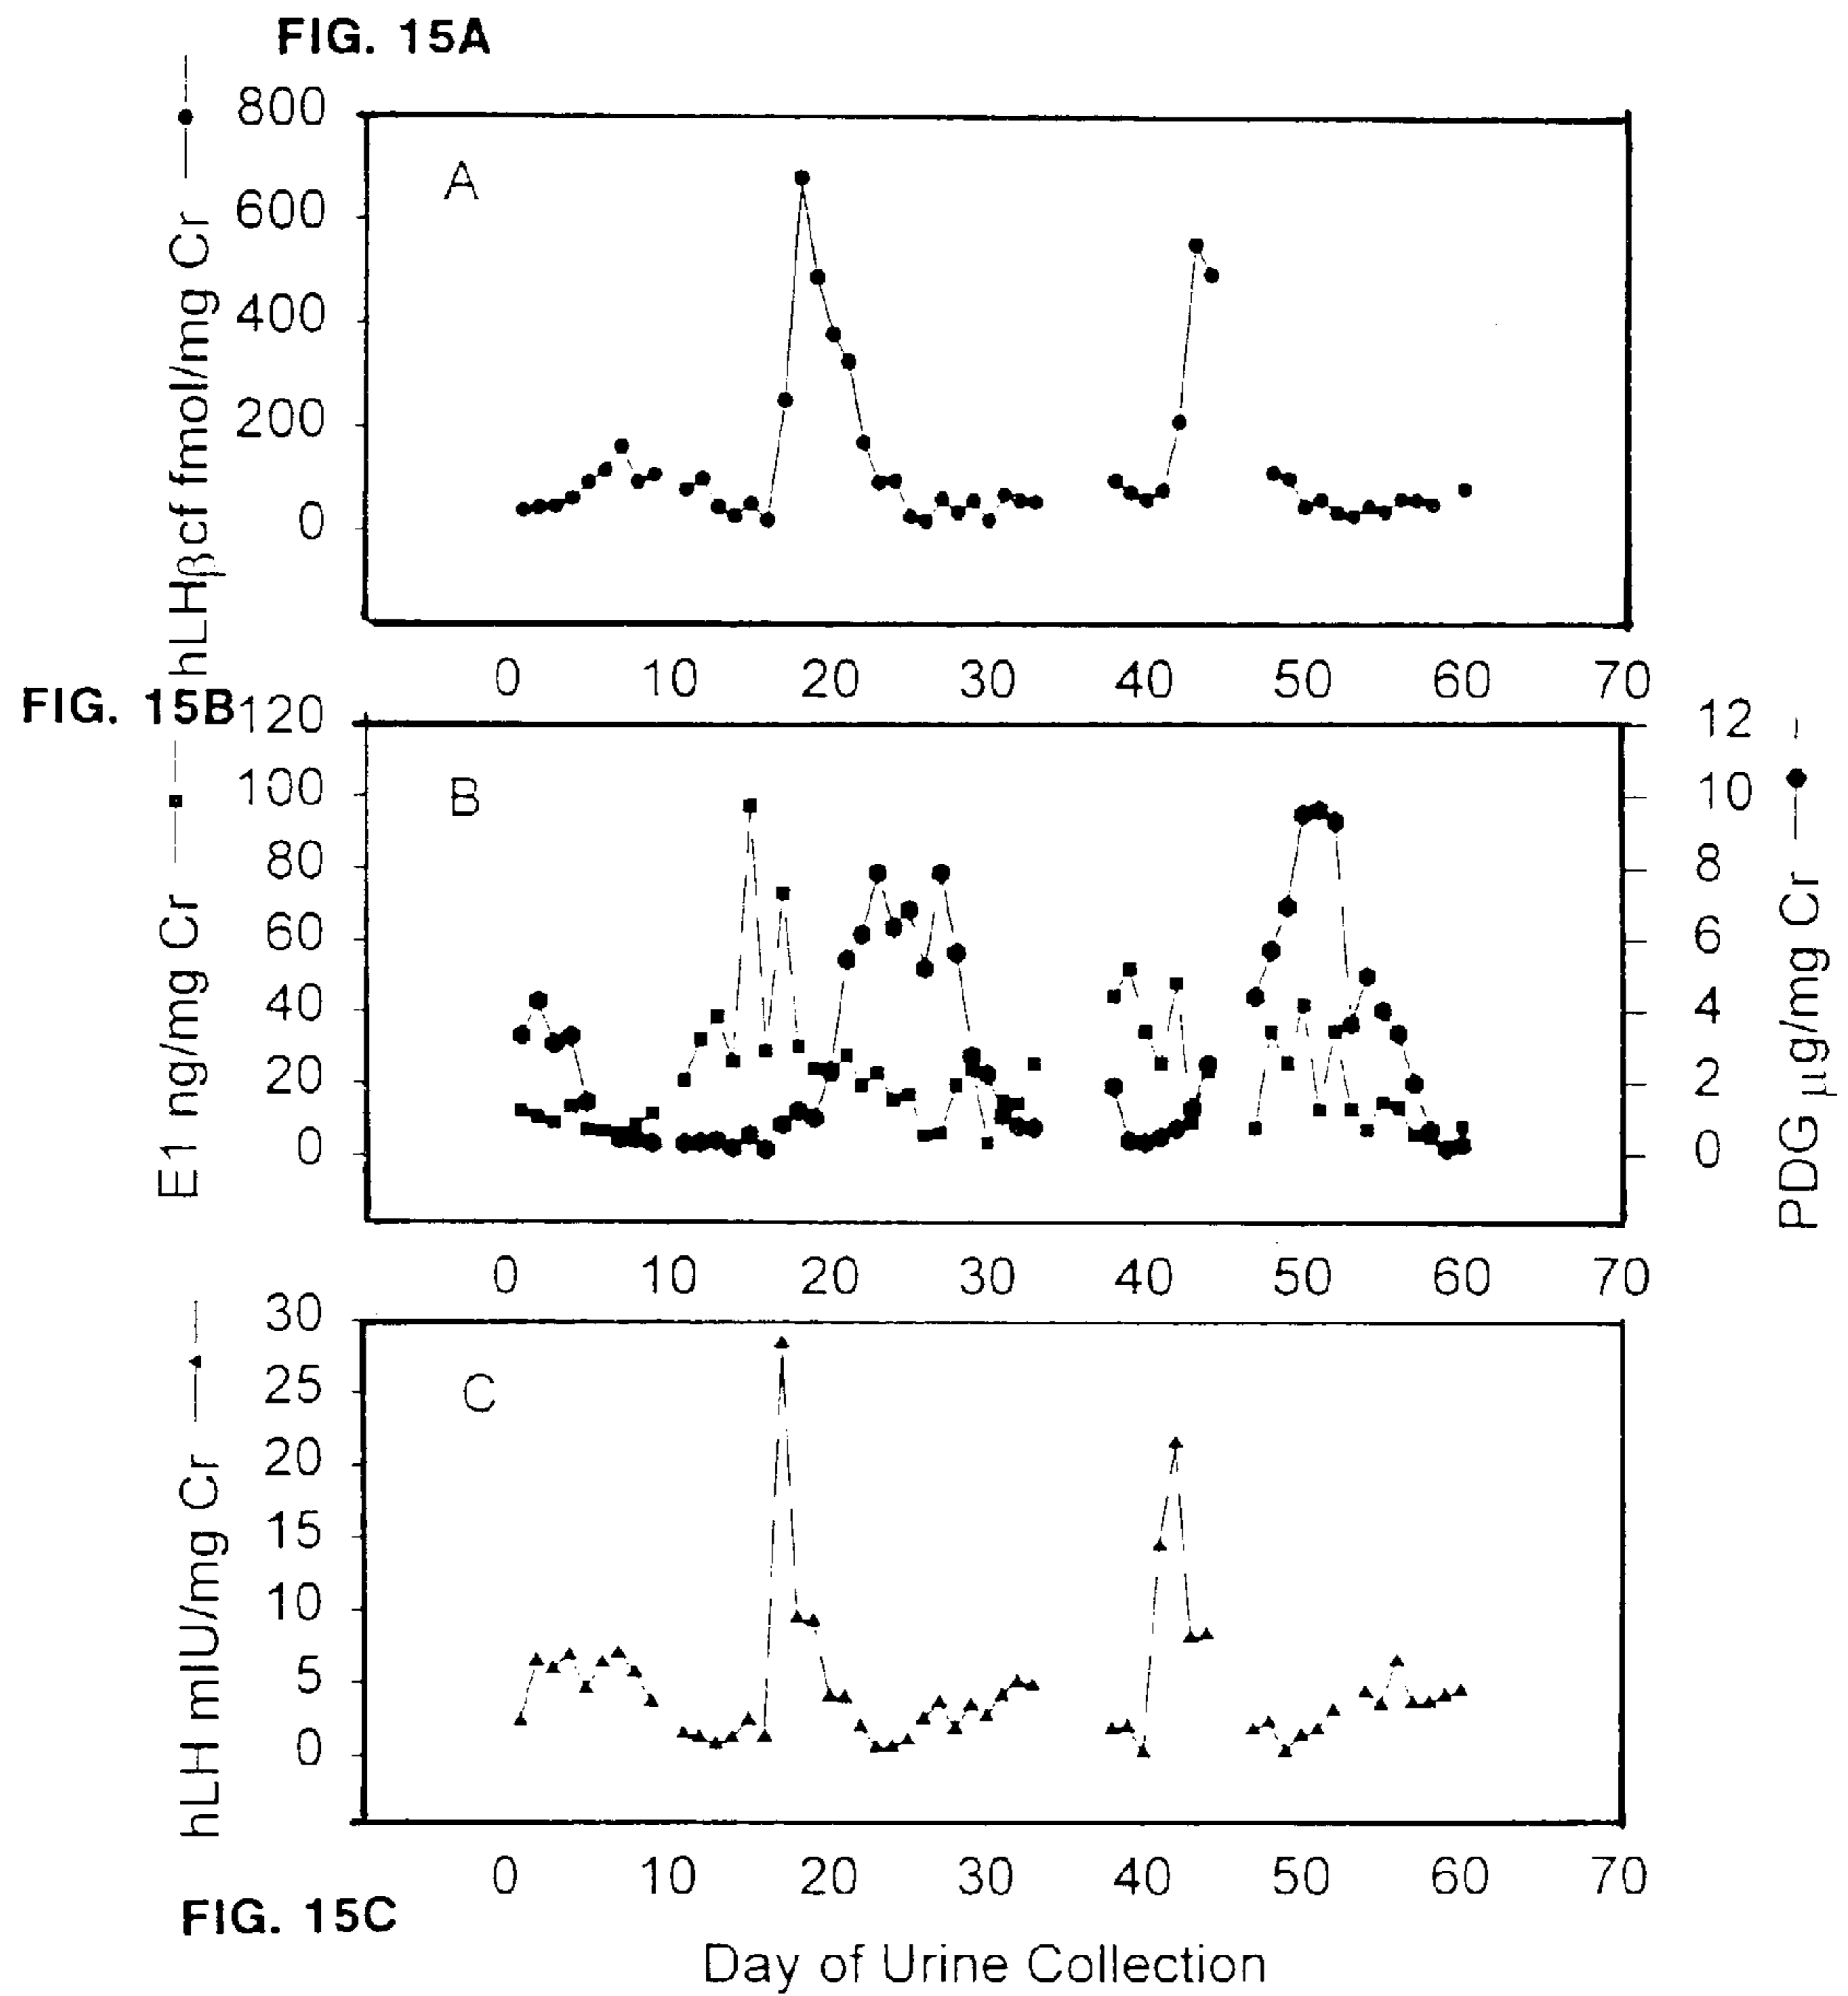 FIG. 15A
hLHβcf fmol/mg Cr
800
600
400
200
0
A
0 10 20 30 40 50 60 70
FIG. 15B
E1 ng/mg Cr
120
100
80
60
40
20
0
B
12
10
8
6
4
2
0
PDG µg/mg Cr
0 10 20 30 40 50 60 70
hLH mIU/mg Cr
30
25
20
15
10
5
0
C
0 10 20 30 40 50 60 70
FIG. 15C
Day of Urine Collection